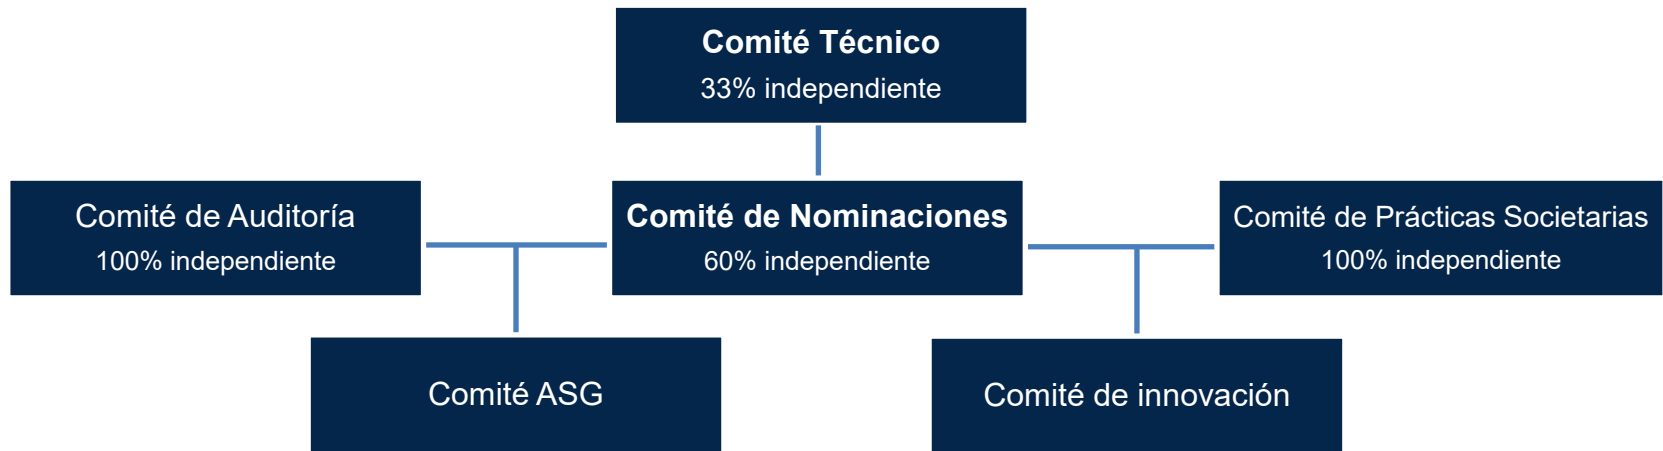 Comité Técnico
33% independiente
Comité de Auditoría
100% independiente
Comité de Nominaciones
60% independiente
Comité de Prácticas Societarias
100% independiente
Comité ASG
Comité de innovación